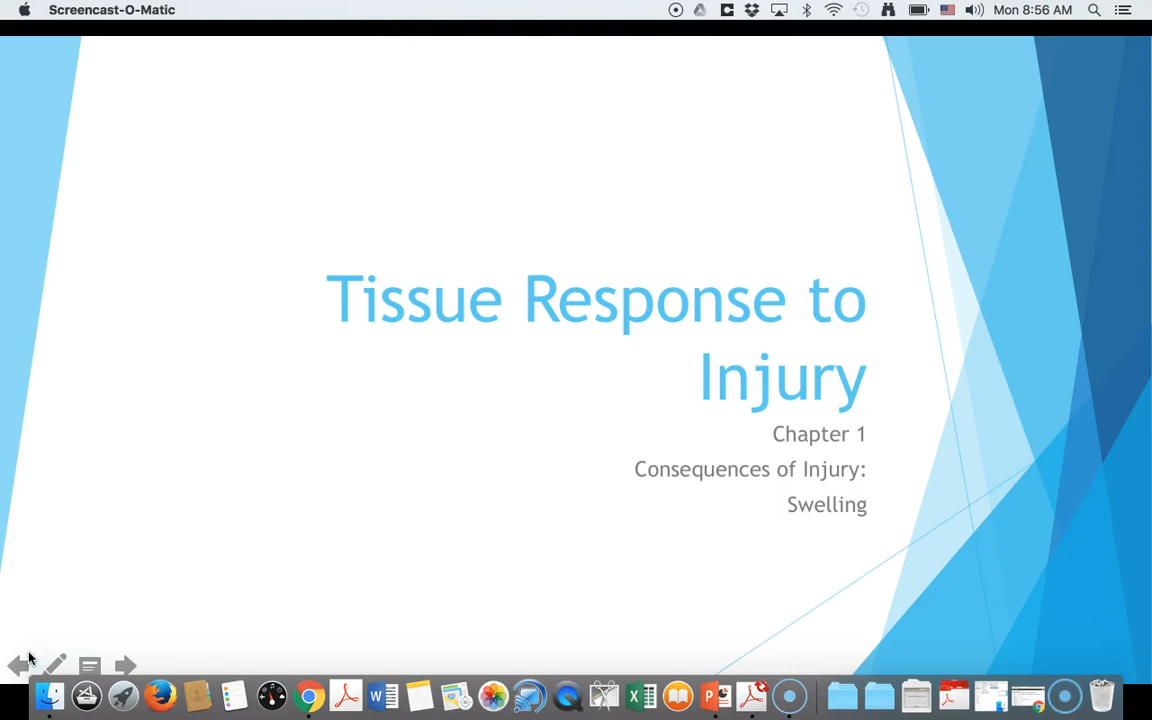 Screencast-O-Matic
Mon 8:56 AM
Tissue Response to
Injury
Chapter 1
Consequences of Injury:
Swelling